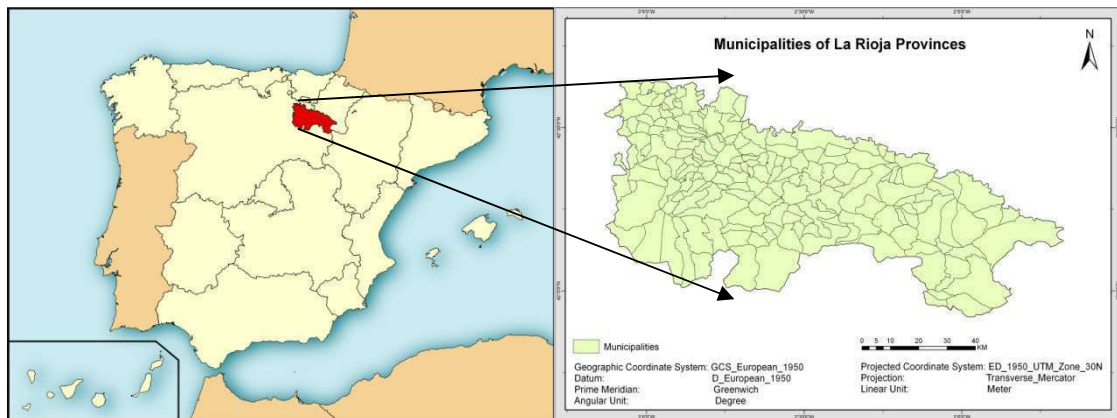 Municipalities of La Rioja Provinces
N
Municipalities
0 5 10 20 30 40
KM
Geographic Coordinate System: GCS_European_1950
Datum: D_European_1950
Prime Meridian: Greenwich
Angular Unit: Degree
Projected Coordinate System: ED_1950_UTM_Zone_30N
Projection: Transverse_Mercator
Linear Unit: Meter